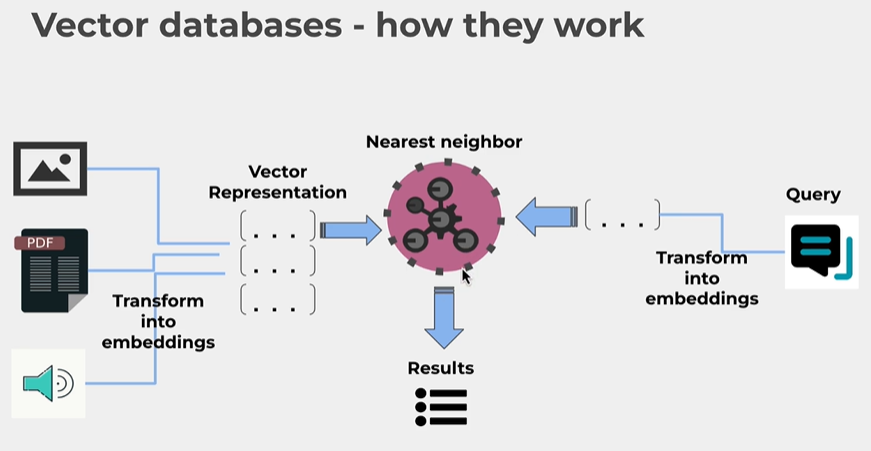 Vector databases - how they work
Nearest neighbor
Vector
Representation
Query
[. . .]
[. . .]
[. . .]
[. . .]
PDF
Transform
into
embeddings
Transform
into
embeddings
Results